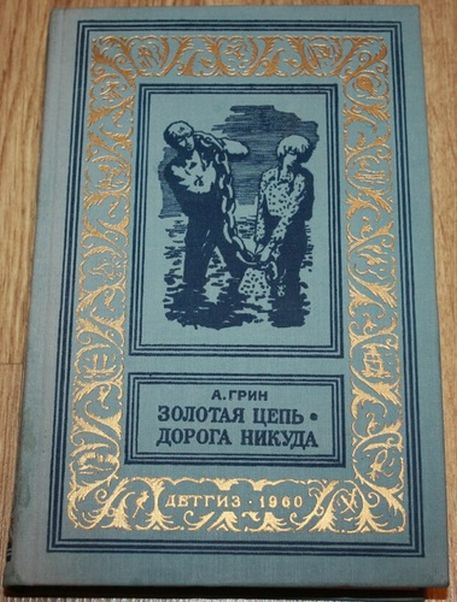 А. ГРИН
ЗОЛОТАЯ ЦЕПЬ •
ДОРОГА НИКУДА
ДЕТГИЗ · 1960